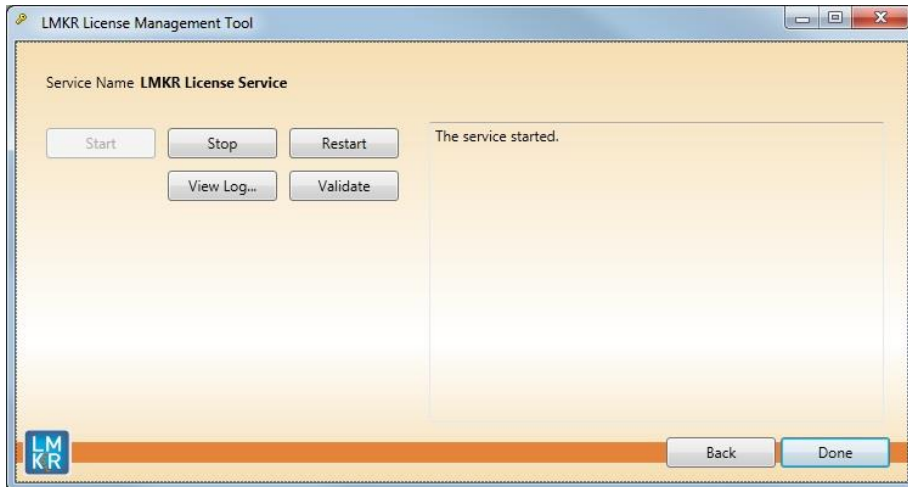 LMKR License Management Tool
Service Name LMKR License Service
Start Stop Restart
View Log... Validate
The service started.
LM
KR
Back Done